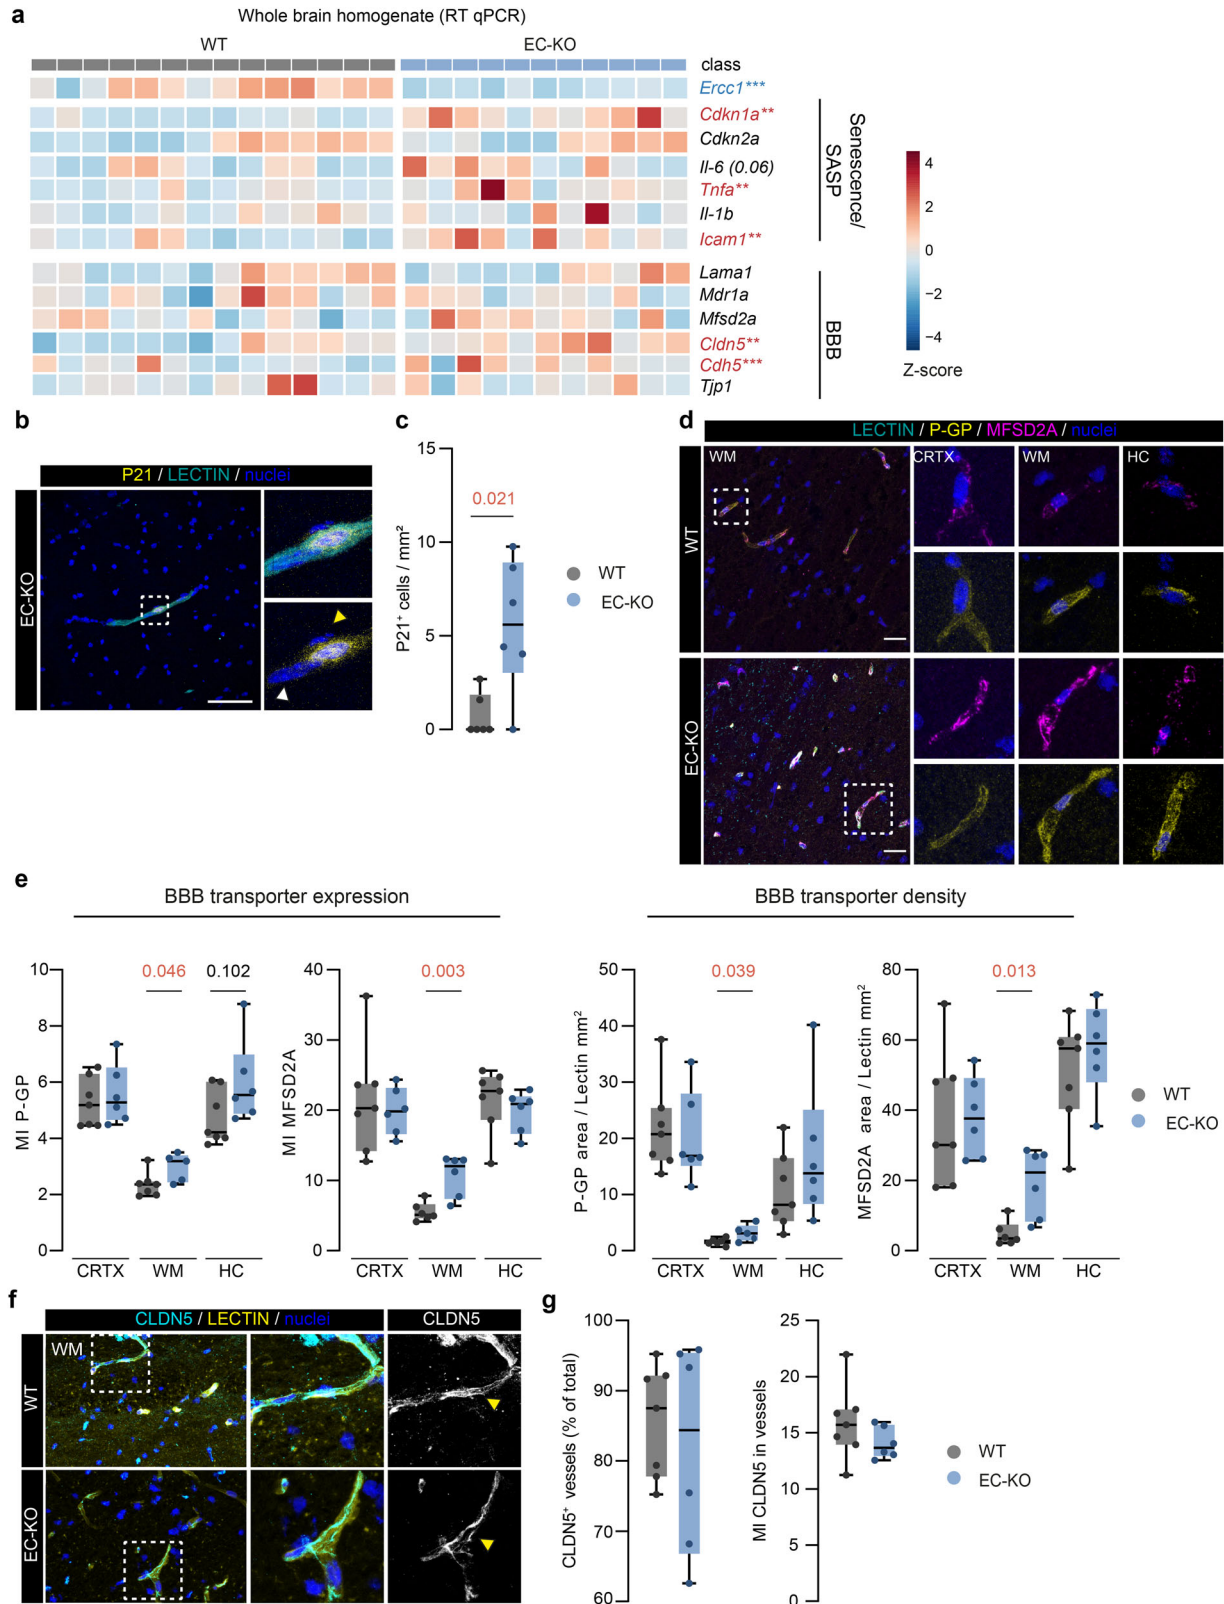 a
Whole brain homogenate (RT qPCR)
WT
EC-KO
class
Ercc1***
Cdkn1a**
Cdkn2a
Il-6 (0.06)
Tnfa**
Il-1b
Icam1**
Senescence/
SASP
Lama1
Mdr1a
Mfsd2a
Cldn5**
Cdh5***
Tjp1
BBB
4
2
0
−2
−4
Z-score
b
P21 / LECTIN / nuclei
EC-KO
c
15
10
5
0
P21⁺ cells / mm²
0.021
WT
EC-KO
d
LECTIN / P-GP / MFSD2A / nuclei
WM
CRTX
WM
HC
WT
EC-KO
e
BBB transporter expression
BBB transporter density
10
8
6
4
2
0
MI P-GP
0.046
0.102
CRTX
WM
HC
40
30
20
10
0
MI MFSD2A
0.003
CRTX
WM
HC
50
40
30
20
10
0
P-GP area / Lectin mm²
0.039
CRTX
WM
HC
80
60
40
20
0
MFSD2A area / Lectin mm²
0.013
CRTX
WM
HC
WT
EC-KO
f
CLDN5 / LECTIN / nuclei
CLDN5
WM
WT
EC-KO
g
100
90
80
70
60
CLDN5⁺ vessels (% of total)
25
20
15
10
5
0
MI CLDN5 in vessels
WT
EC-KO